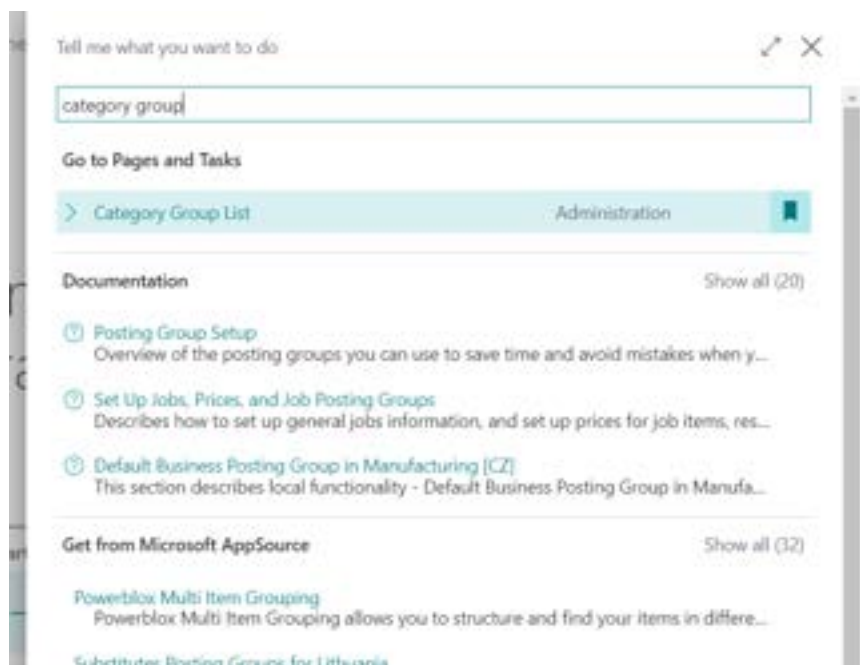 Tell me what you want to do
category group
Go to Pages and Tasks
Category Group List Administration
Documentation Show all (20)
Posting Group Setup
Overview of the posting groups you can use to save time and avoid mistakes when y...
Set Up Jobs, Prices, and Job Posting Groups
Describes how to set up general jobs information, and set up prices for job items, res...
Default Business Posting Group in Manufacturing [CZ]
This section describes local functionality - Default Business Posting Group in Manufa...
Get from Microsoft AppSource Show all (32)
Powerblox Multi Item Grouping
Powerblox Multi Item Grouping allows you to structure and find your items in differe...
Substitutes Posting Groups for Lithuania